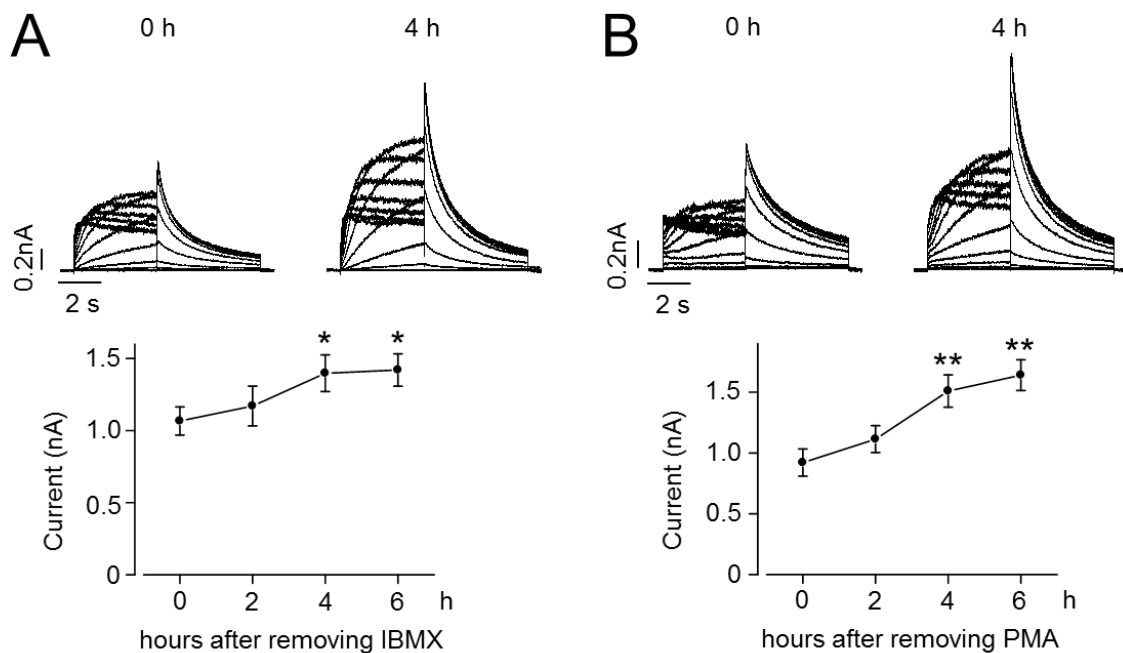 A
0 h
4 h
0.2nA
2 s
* *
1.5
1.0
0.5
0
Current (nA)
0 2 4 6 h
hours after removing IBMX
B
0 h
4 h
0.2nA
2 s
** **
1.5
1.0
0.5
0
Current (nA)
0 2 4 6 h
hours after removing PMA